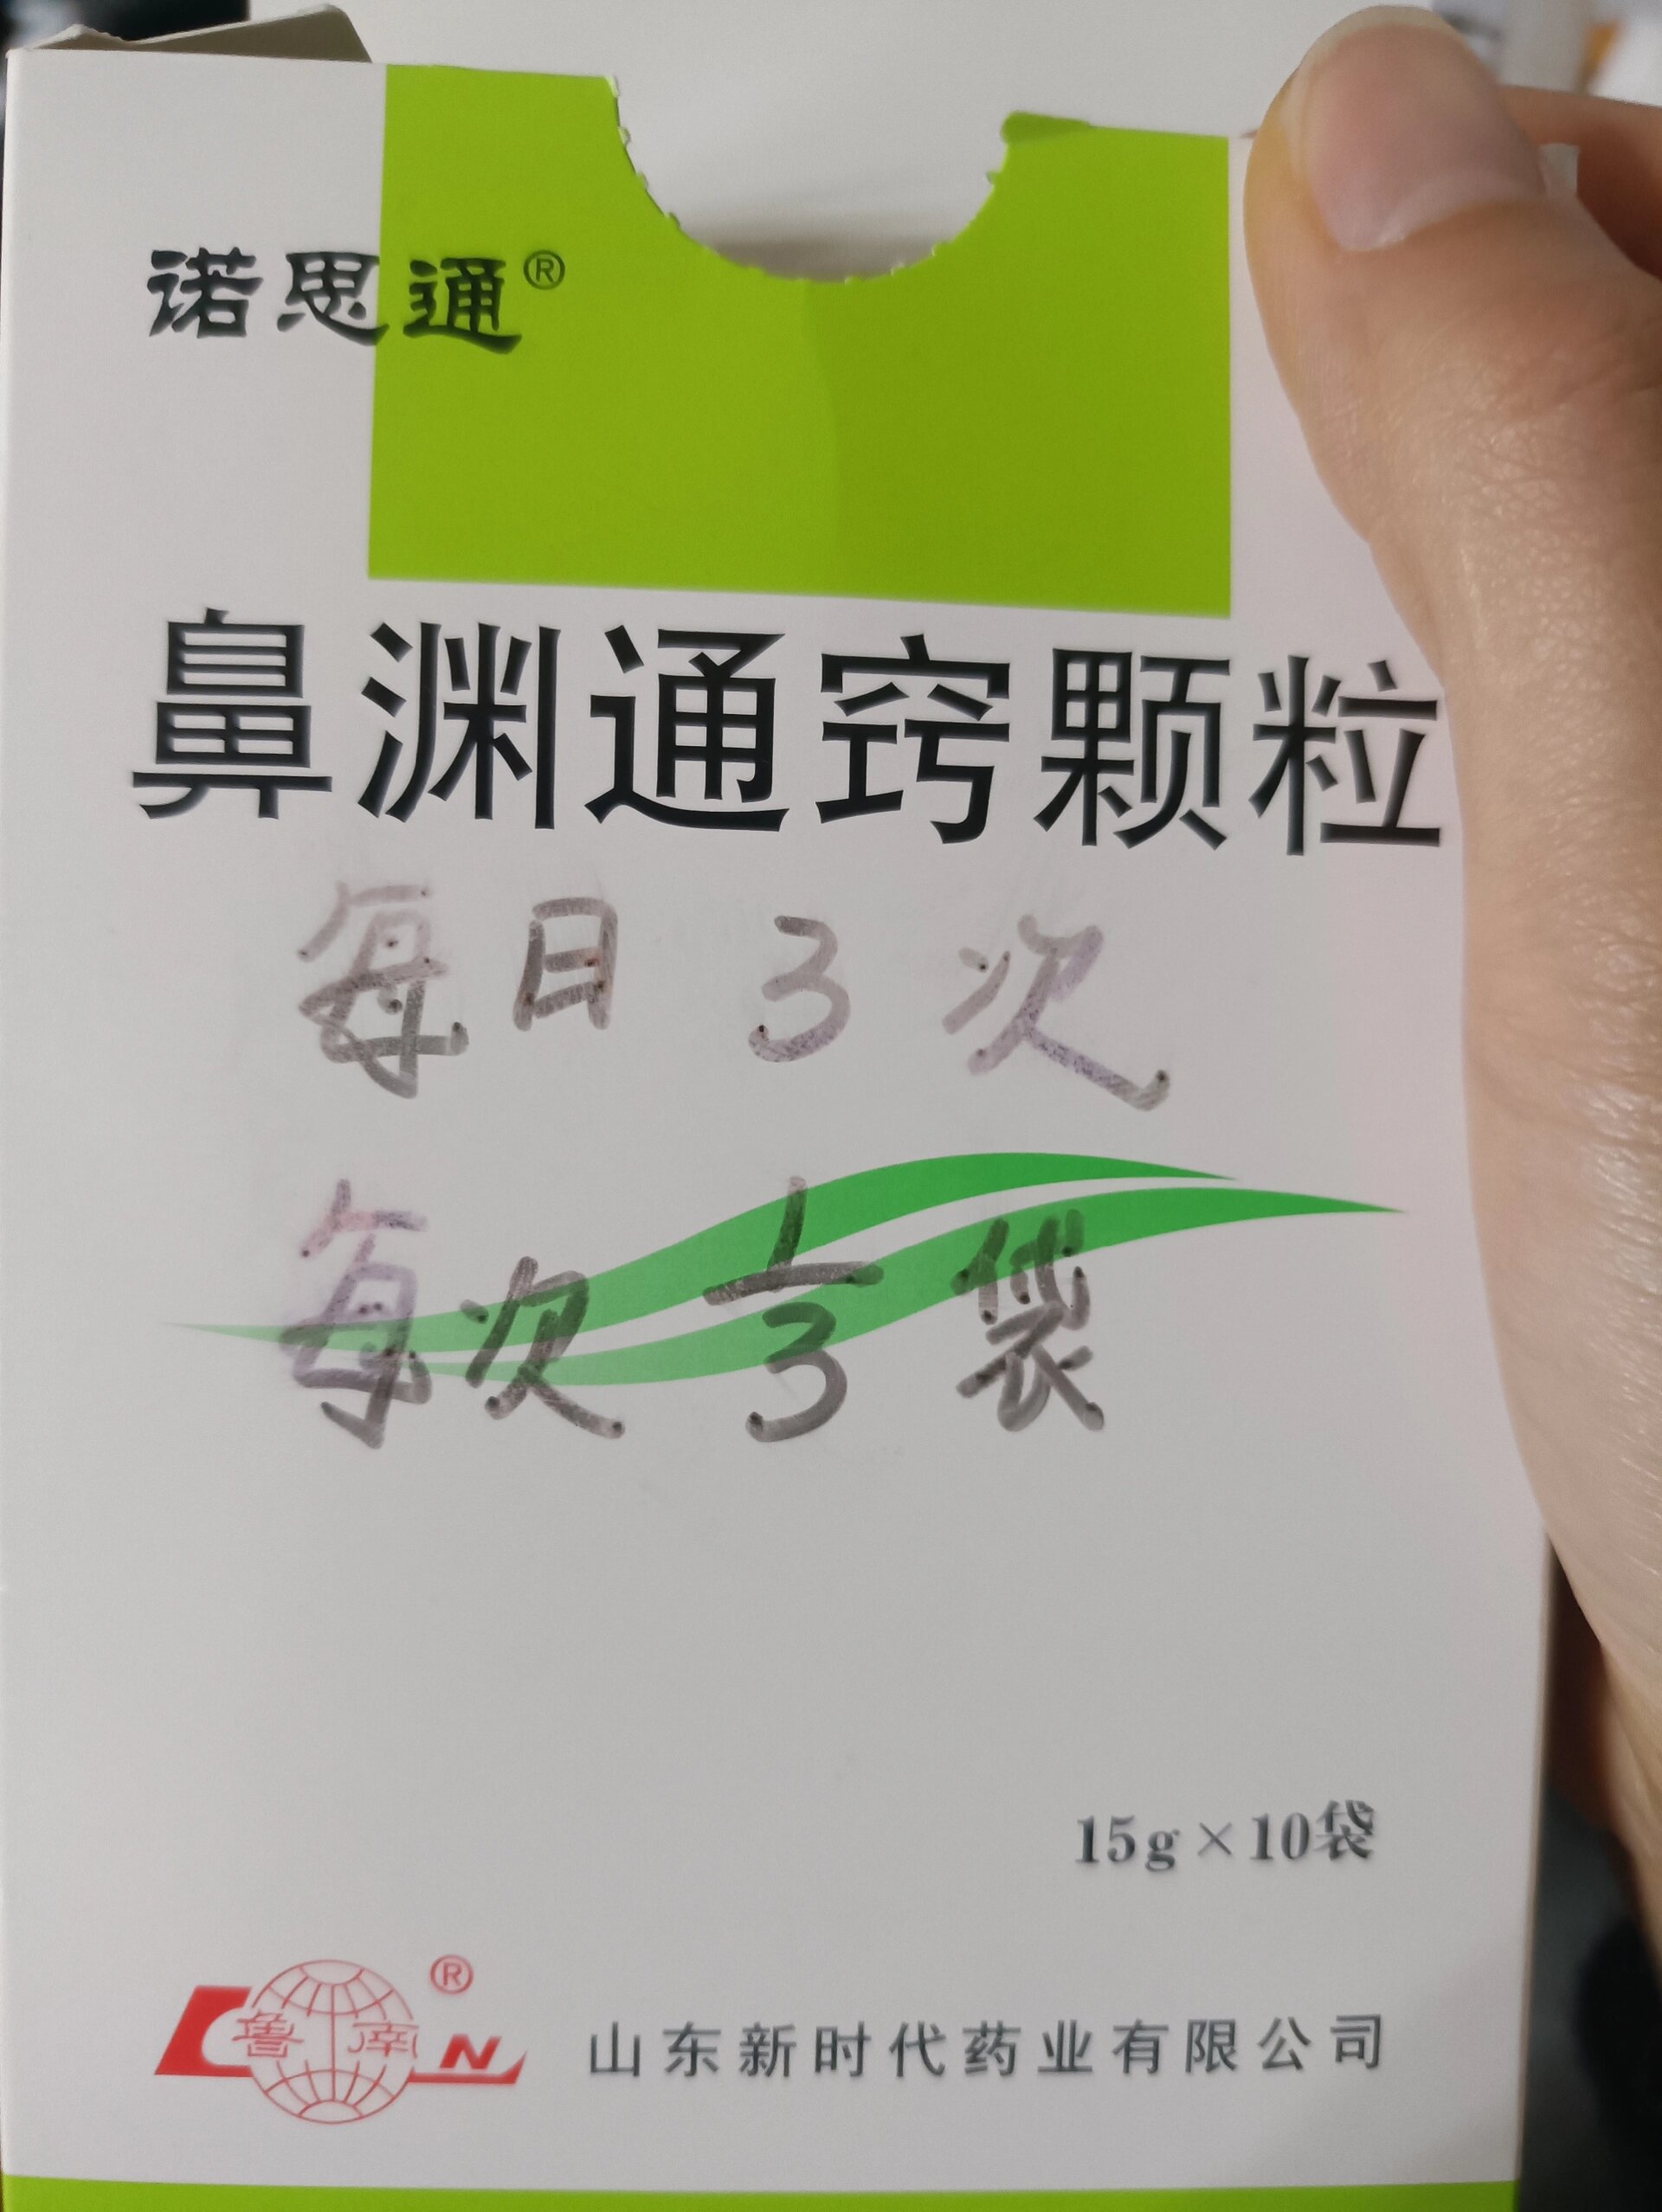 诺思通®
鼻渊通窍颗粒
每日 3 次
每次 1/3 袋
15g×10袋
鲁南 ®
N
山东新时代药业有限公司